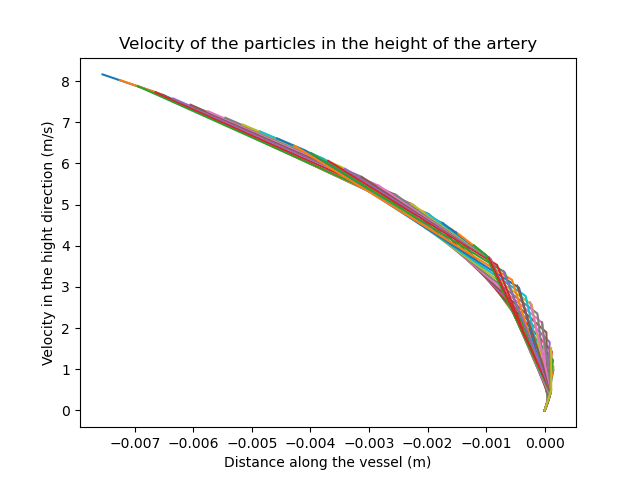 Velocity of the particles in the height of the artery
Velocity in the hight direction (m/s)
8
7
6
5
4
3
2
1
0
−0.007 −0.006 −0.005 −0.004 −0.003 −0.002 −0.001 0.000
Distance along the vessel (m)